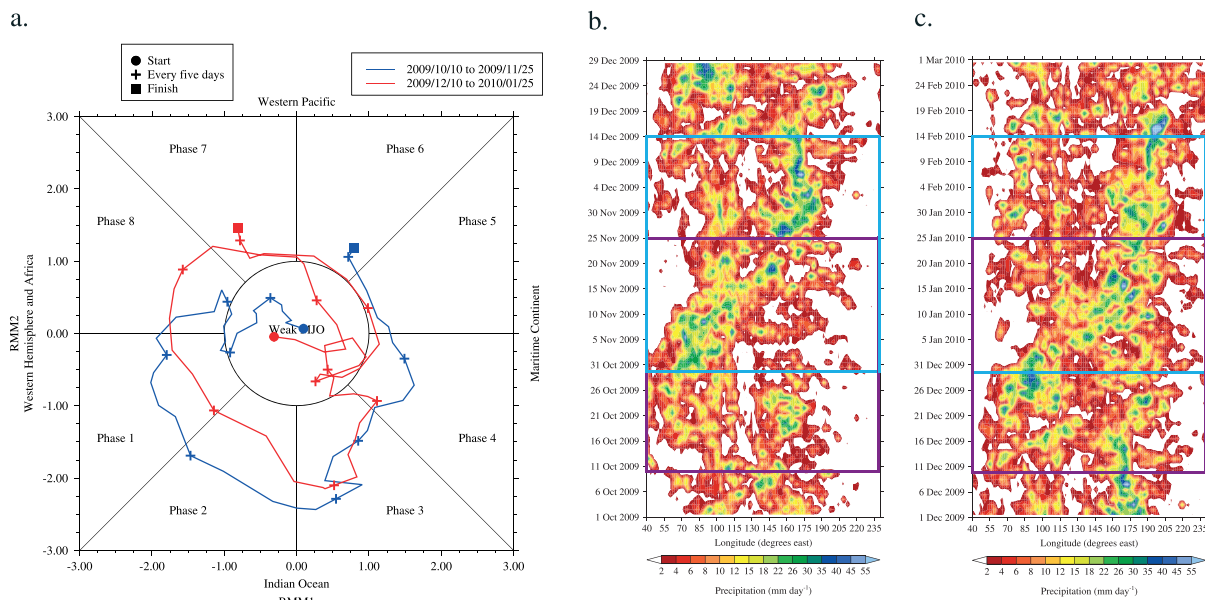 a.
Start
Every five days
Finish
2009/10/10 to 2009/11/25
2009/12/10 to 2010/01/25
Western Pacific
3.00
2.00
1.00
0.00
-1.00
-2.00
-3.00
Phase 7
Phase 6
Phase 8
Phase 5
Phase 1
Phase 4
Phase 2
Phase 3
Weak MJO
RMM2
Western Hemisphere and Africa
Maritime Continent
-3.00 -2.00 -1.00 0.00 1.00 2.00 3.00
Indian Ocean
RMM1
b.
29 Dec 2009
24 Dec 2009
19 Dec 2009
14 Dec 2009
9 Dec 2009
4 Dec 2009
30 Nov 2009
25 Nov 2009
20 Nov 2009
15 Nov 2009
10 Nov 2009
5 Nov 2009
31 Oct 2009
26 Oct 2009
21 Oct 2009
16 Oct 2009
11 Oct 2009
6 Oct 2009
1 Oct 2009
40 55 70 85 100 115 130 145 160 175 190 205 220 235
Longitude (degrees east)
2 4 6 8 10 12 15 18 22 26 30 35 40 45 55
Precipitation (mm day-1)
c.
1 Mar 2010
24 Feb 2010
19 Feb 2010
14 Feb 2010
9 Feb 2010
4 Feb 2010
30 Jan 2010
25 Jan 2010
20 Jan 2010
15 Jan 2010
10 Jan 2010
5 Jan 2010
31 Dec 2009
26 Dec 2009
21 Dec 2009
16 Dec 2009
11 Dec 2009
6 Dec 2009
1 Dec 2009
40 55 70 85 100 115 130 145 160 175 190 205 220 235
Longitude (degrees east)
2 4 6 8 10 12 15 18 22 26 30 35 40 45 55
Precipitation (mm day-1)